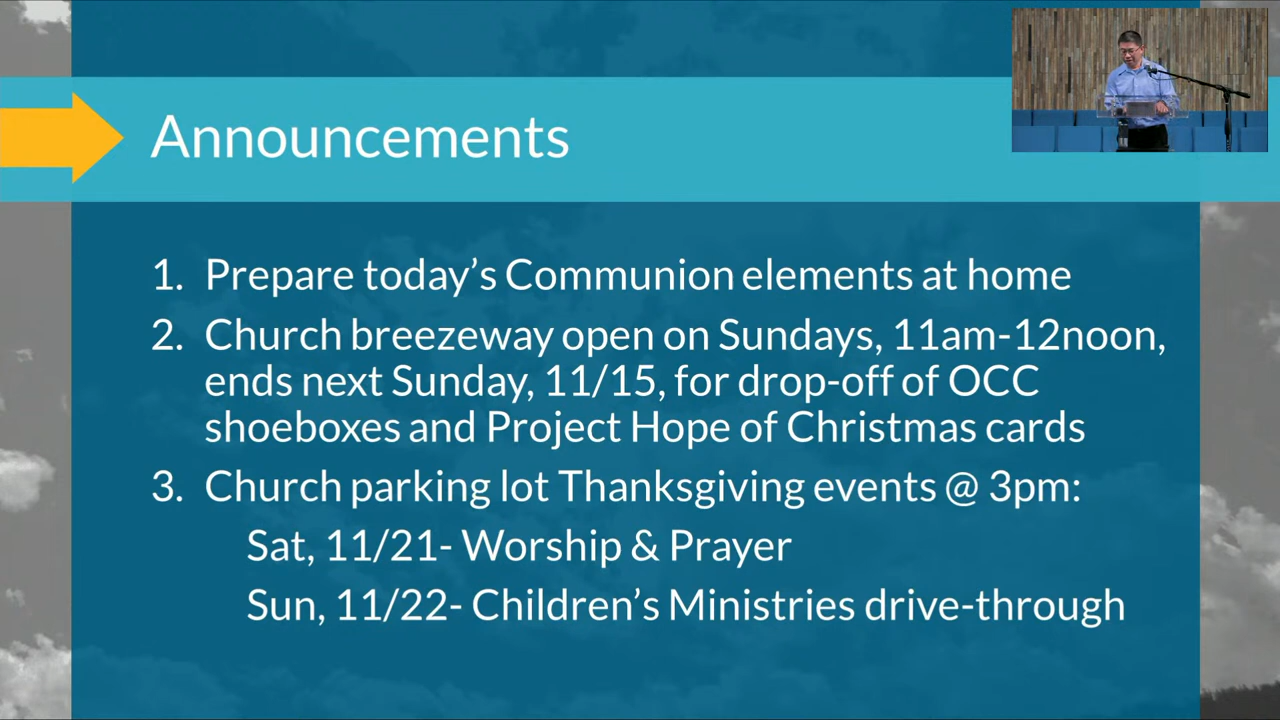 Announcements
1. Prepare today’s Communion elements at home
2. Church breezeway open on Sundays, 11am-12noon,
ends next Sunday, 11/15, for drop-off of OCC
shoeboxes and Project Hope of Christmas cards
3. Church parking lot Thanksgiving events @ 3pm:
Sat, 11/21- Worship & Prayer
Sun, 11/22- Children’s Ministries drive-through